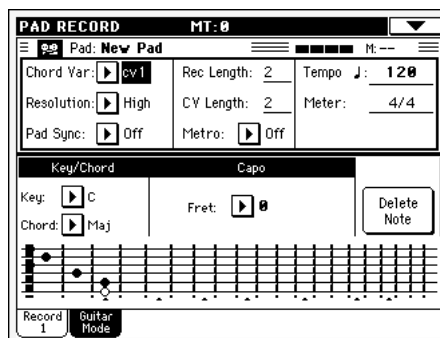 PAD RECORD MT:0
Pad: New Pad M:--
Chord Var: cv1 Rec Length: 2 Tempo ♩: 120
Resolution: High CV Length: 2 Meter: 4/4
Pad Sync: Off Metro: Off
Key/Chord Capo
Key: C Fret: 0
Chord: Maj
Delete
Note
Record
1
Guitar
Mode